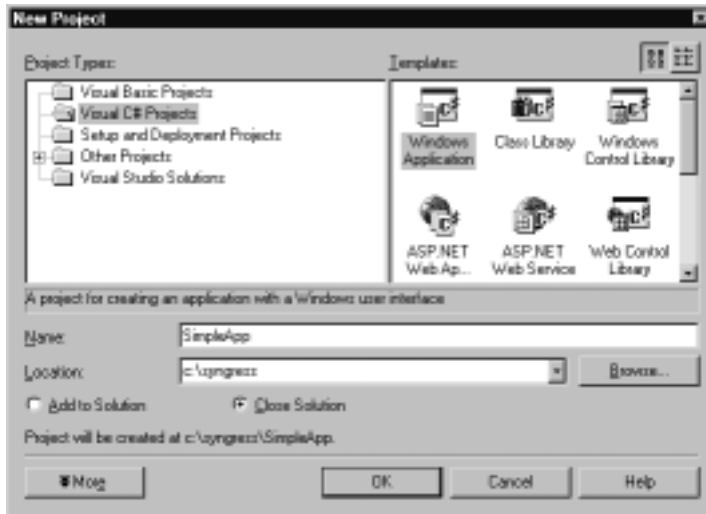 New Project
Project Types:
Templates:
Visual Basic Projects
Visual C# Projects
Setup and Deployment Projects
Other Projects
Visual Studio Solutions
Windows
Application
Class Library
Windows
Control Library
ASP.NET
Web Ap...
ASP.NET
Web Service
Web Control
Library
A project for creating an application with a Windows user interface
Name:
SimpleApp
Location:
c:\syngress
Browse...
Add to Solution
Close Solution
Project will be created at c:\syngress\SimpleApp.
More
OK
Cancel
Help